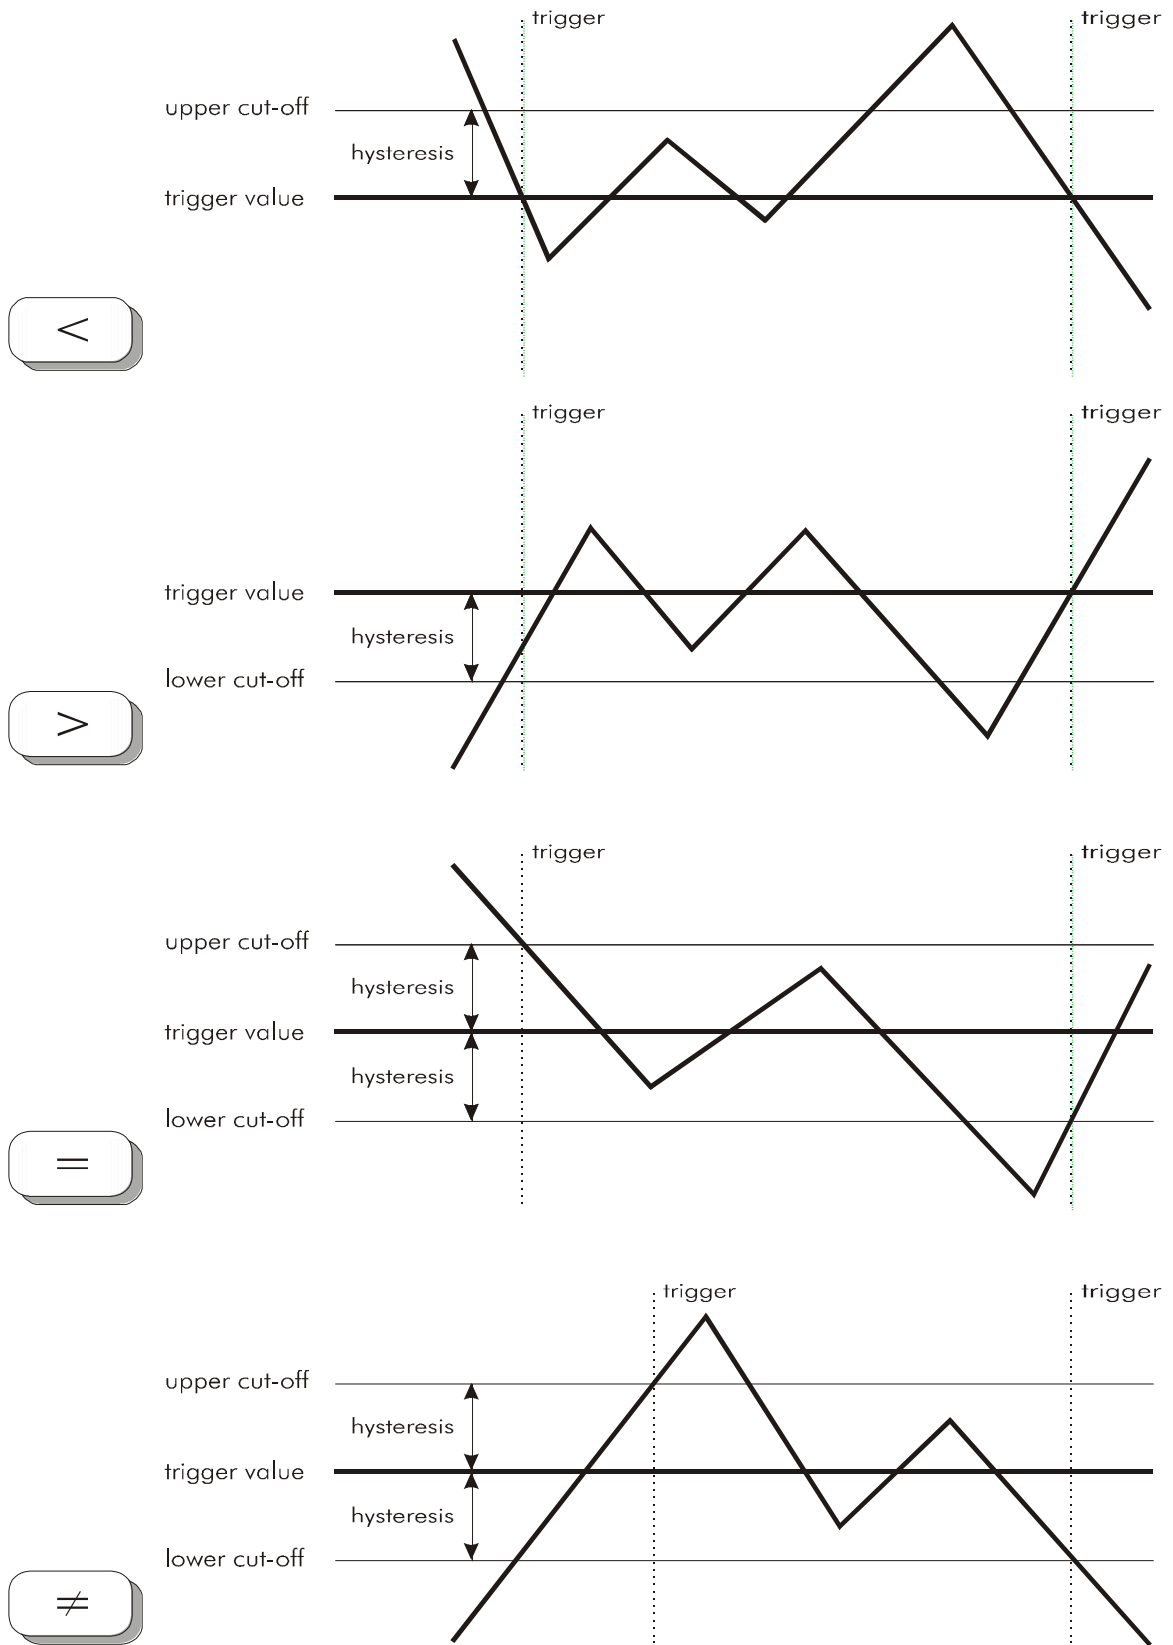 trigger trigger
upper cut-off
hysteresis
trigger value
<
trigger trigger
trigger value
hysteresis
lower cut-off
>
trigger trigger
upper cut-off
hysteresis
trigger value
hysteresis
lower cut-off
=
trigger trigger
upper cut-off
hysteresis
trigger value
hysteresis
lower cut-off
≠